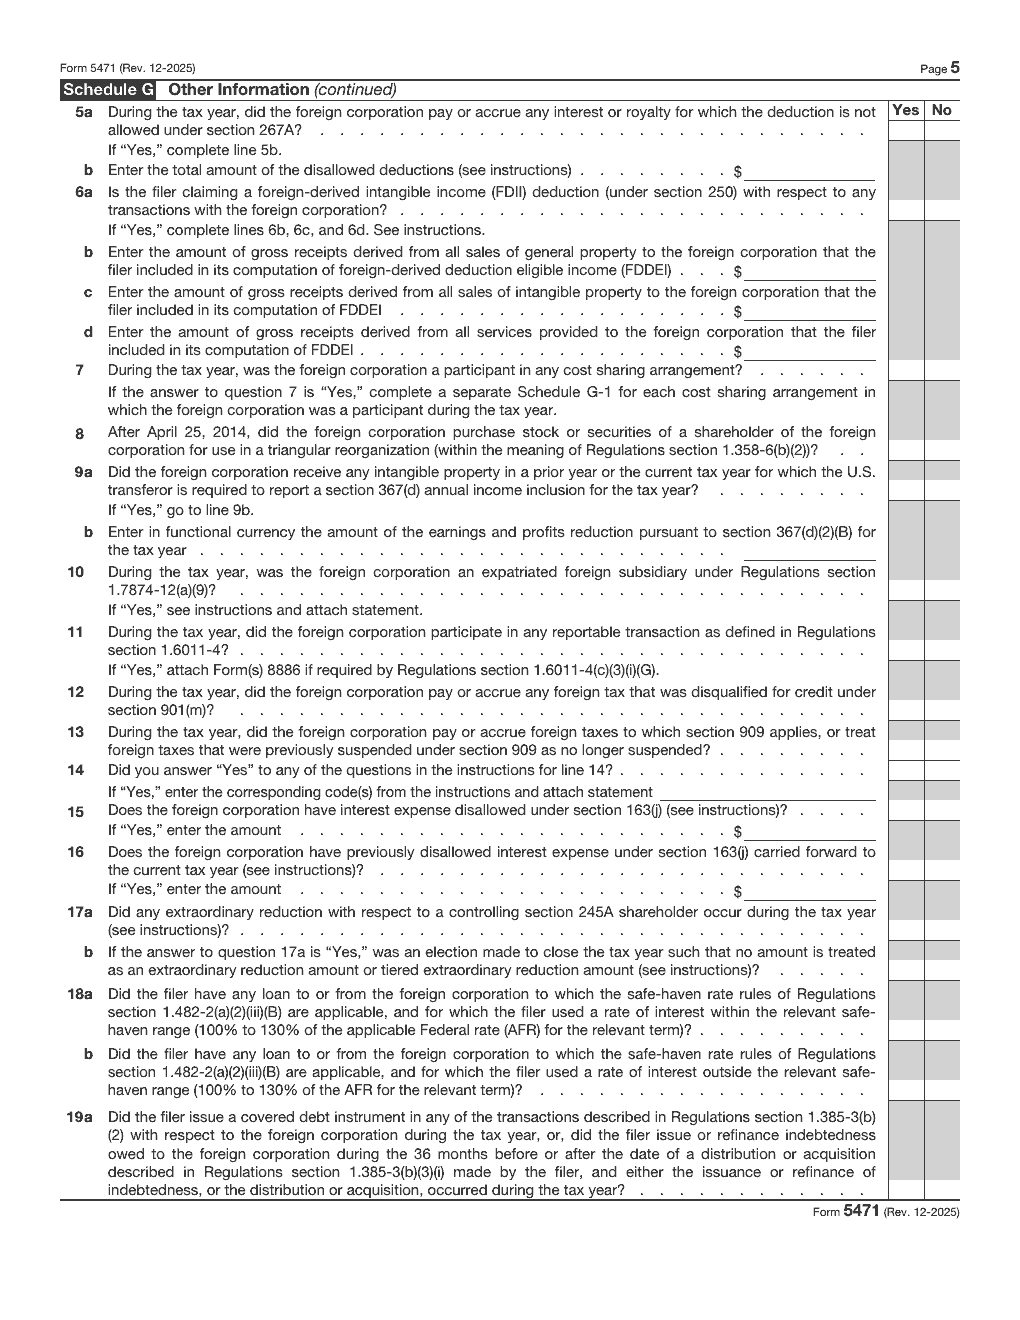 Form 5471 (Rev. 12-2025) Page 5
Schedule G Other Information (continued)
Yes No
5a During the tax year, did the foreign corporation pay or accrue any interest or royalty for which the deduction is not
allowed under section 267A? . . . . . . . . . . . . . . . . . . . . . . . . . . . .
If “Yes,” complete line 5b.
b Enter the total amount of the disallowed deductions (see instructions) . . . . . . . . $
6a Is the filer claiming a foreign-derived intangible income (FDII) deduction (under section 250) with respect to any
transactions with the foreign corporation? . . . . . . . . . . . . . . . . . . . . . . . .
If “Yes,” complete lines 6b, 6c, and 6d. See instructions.
b Enter the amount of gross receipts derived from all sales of general property to the foreign corporation that the
filer included in its computation of foreign-derived deduction eligible income (FDDEI) . . . $
c Enter the amount of gross receipts derived from all sales of intangible property to the foreign corporation that the
filer included in its computation of FDDEI . . . . . . . . . . . . . . . . . $
d Enter the amount of gross receipts derived from all services provided to the foreign corporation that the filer
included in its computation of FDDEI . . . . . . . . . . . . . . . . . . . $
7 During the tax year, was the foreign corporation a participant in any cost sharing arrangement? . . . . . .
If the answer to question 7 is “Yes,” complete a separate Schedule G-1 for each cost sharing arrangement in
which the foreign corporation was a participant during the tax year.
8 After April 25, 2014, did the foreign corporation purchase stock or securities of a shareholder of the foreign
corporation for use in a triangular reorganization (within the meaning of Regulations section 1.358-6(b)(2))? . .
9a Did the foreign corporation receive any intangible property in a prior year or the current tax year for which the U.S.
transferor is required to report a section 367(d) annual income inclusion for the tax year? . . . . . . . .
If “Yes,” go to line 9b.
b Enter in functional currency the amount of the earnings and profits reduction pursuant to section 367(d)(2)(B) for
the tax year . . . . . . . . . . . . . . . . . . . . . . . . . . .
10 During the tax year, was the foreign corporation an expatriated foreign subsidiary under Regulations section
1.7874-12(a)(9)? . . . . . . . . . . . . . . . . . . . . . . . . . . . . . . . .
If “Yes,” see instructions and attach statement.
11 During the tax year, did the foreign corporation participate in any reportable transaction as defined in Regulations
section 1.6011-4? . . . . . . . . . . . . . . . . . . . . . . . . . . . . . . . .
If “Yes,” attach Form(s) 8886 if required by Regulations section 1.6011-4(c)(3)(i)(G).
12 During the tax year, did the foreign corporation pay or accrue any foreign tax that was disqualified for credit under
section 901(m)? . . . . . . . . . . . . . . . . . . . . . . . . . . . . . . . .
13 During the tax year, did the foreign corporation pay or accrue foreign taxes to which section 909 applies, or treat
foreign taxes that were previously suspended under section 909 as no longer suspended? . . . . . . . .
14 Did you answer “Yes” to any of the questions in the instructions for line 14? . . . . . . . . . . . . .
If “Yes,” enter the corresponding code(s) from the instructions and attach statement
15 Does the foreign corporation have interest expense disallowed under section 163(j) (see instructions)? . . . .
If “Yes,” enter the amount . . . . . . . . . . . . . . . . . . . . . . $
16 Does the foreign corporation have previously disallowed interest expense under section 163(j) carried forward to
the current tax year (see instructions)? . . . . . . . . . . . . . . . . . . . . . . . . .
If “Yes,” enter the amount . . . . . . . . . . . . . . . . . . . . . . $
17a Did any extraordinary reduction with respect to a controlling section 245A shareholder occur during the tax year
(see instructions)? . . . . . . . . . . . . . . . . . . . . . . . . . . . . . . . .
b If the answer to question 17a is “Yes,” was an election made to close the tax year such that no amount is treated
as an extraordinary reduction amount or tiered extraordinary reduction amount (see instructions)? . . . . .
18a Did the filer have any loan to or from the foreign corporation to which the safe-haven rate rules of Regulations
section 1.482-2(a)(2)(iii)(B) are applicable, and for which the filer used a rate of interest within the relevant safe-
haven range (100% to 130% of the applicable Federal rate (AFR) for the relevant term)? . . . . . . . . .
b Did the filer have any loan to or from the foreign corporation to which the safe-haven rate rules of Regulations
section 1.482-2(a)(2)(iii)(B) are applicable, and for which the filer used a rate of interest outside the relevant safe-
haven range (100% to 130% of the AFR for the relevant term)? . . . . . . . . . . . . . . . . .
19a Did the filer issue a covered debt instrument in any of the transactions described in Regulations section 1.385-3(b)
(2) with respect to the foreign corporation during the tax year, or, did the filer issue or refinance indebtedness
owed to the foreign corporation during the 36 months before or after the date of a distribution or acquisition
described in Regulations section 1.385-3(b)(3)(i) made by the filer, and either the issuance or refinance of
indebtedness, or the distribution or acquisition, occurred during the tax year? . . . . . . . . . . . .
Form 5471 (Rev. 12-2025)